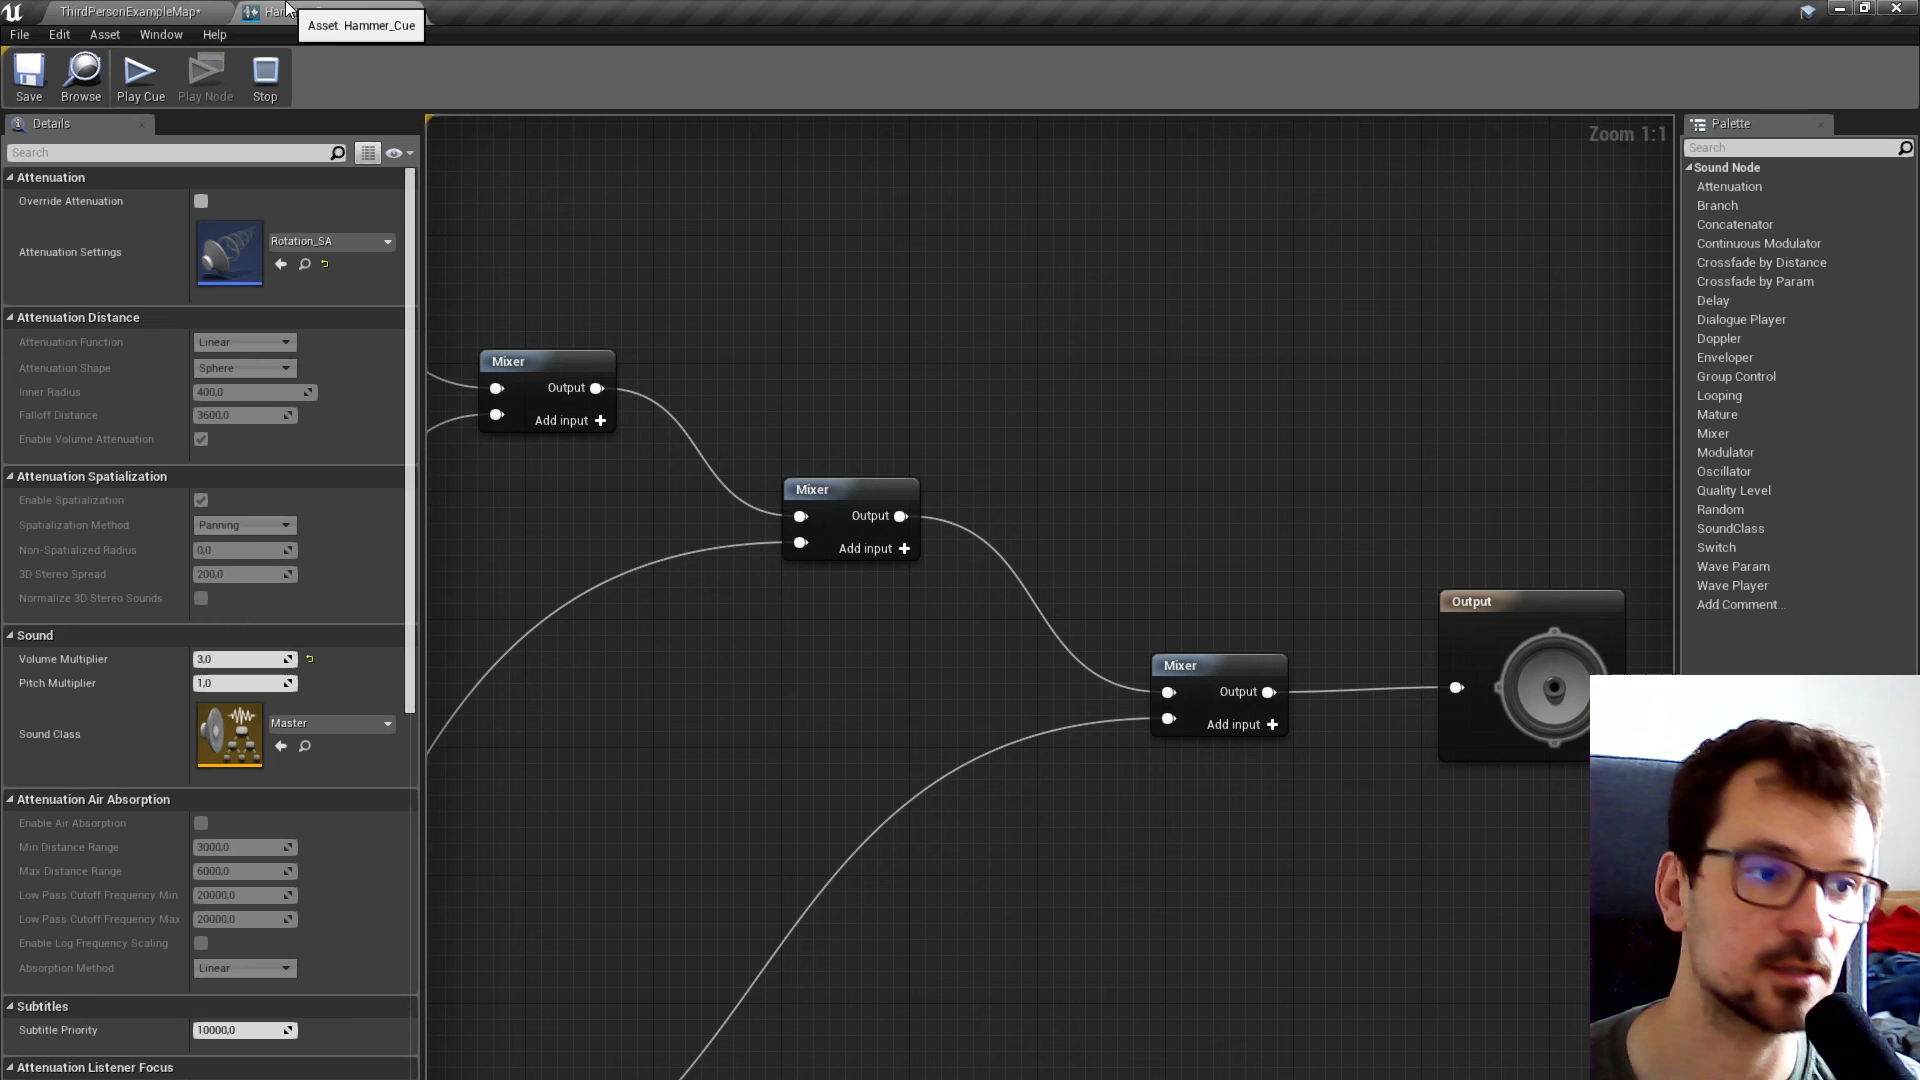 ThirdPersonExampleMap*
Asset: Hammer_Cue
File Edit Asset Window Help
Save Browse Play Cue Play Node Stop
Details
Search
Attenuation
Override Attenuation
Attenuation Settings
Rotation_SA
Attenuation Distance
Attenuation Function Linear
Attenuation Shape Sphere
Inner Radius 400,0
Falloff Distance 3600,0
Enable Volume Attenuation
Attenuation Spatialization
Enable Spatialization
Spatialization Method Panning
Non-Spatialized Radius 0,0
3D Stereo Spread 200,0
Normalize 3D Stereo Sounds
Sound
Volume Multiplier 3,0
Pitch Multiplier 1,0
Sound Class
Master
Attenuation Air Absorption
Enable Air Absorption
Min Distance Range 3000,0
Max Distance Range 6000,0
Low Pass Cutoff Frequency Min 20000,0
Low Pass Cutoff Frequency Max 20000,0
Enable Log Frequency Scaling
Absorption Method Linear
Subtitles
Subtitle Priority 10000,0
Attenuation Listener Focus
Zoom 1:1
Mixer
Output
Add input
Mixer
Output
Add input
Mixer
Output
Add input
Output
Palette
Search
Sound Node
Attenuation
Branch
Concatenator
Continuous Modulator
Crossfade by Distance
Crossfade by Param
Delay
Dialogue Player
Doppler
Enveloper
Group Control
Looping
Mature
Mixer
Modulator
Oscillator
Quality Level
Random
SoundClass
Switch
Wave Param
Wave Player
Add Comment...